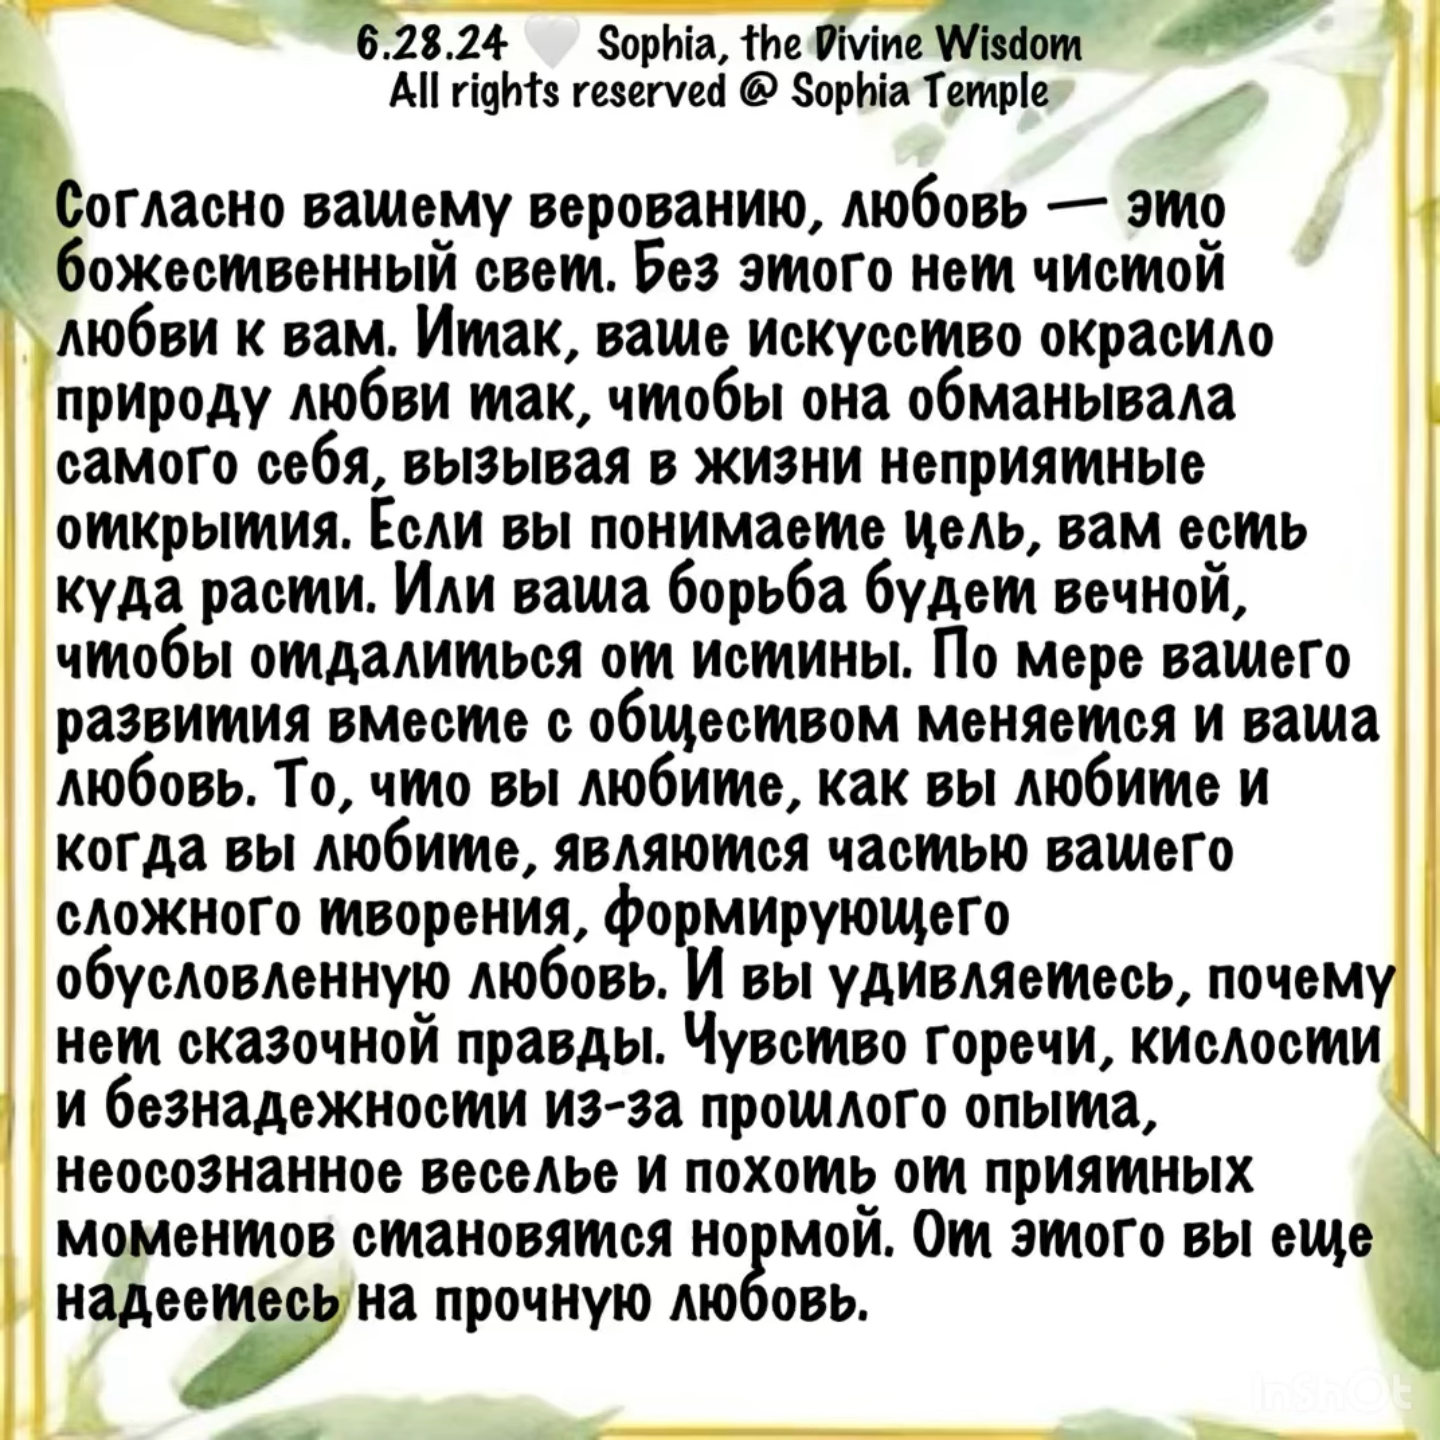 6.28.24 🤍 Sophia, the Divine Wisdom
All rights reserved @ Sophia Temple
Согласно вашему верованию, любовь — это
божественный свет. Без этого нет чистой
любви к вам. Итак, ваше искусство окрасило
природу любви так, чтобы она обманывала
самого себя, вызывая в жизни неприятные
открытия. Если вы понимаете цель, вам есть
куда расти. Или ваша борьба будет вечной,
чтобы отдалиться от истины. По мере вашего
развития вместе с обществом меняется и ваша
любовь. То, что вы любите, как вы любите и
когда вы любите, являются частью вашего
сложного творения, формирующего
обусловленную любовь. И вы удивляетесь, почему
нет сказочной правды. Чувство горечи, кислости
и безнадежности из-за прошлого опыта,
неосознанное веселье и похоть от приятных
моментов становятся нормой. От этого вы еще
надеетесь на прочную любовь.
InShOt